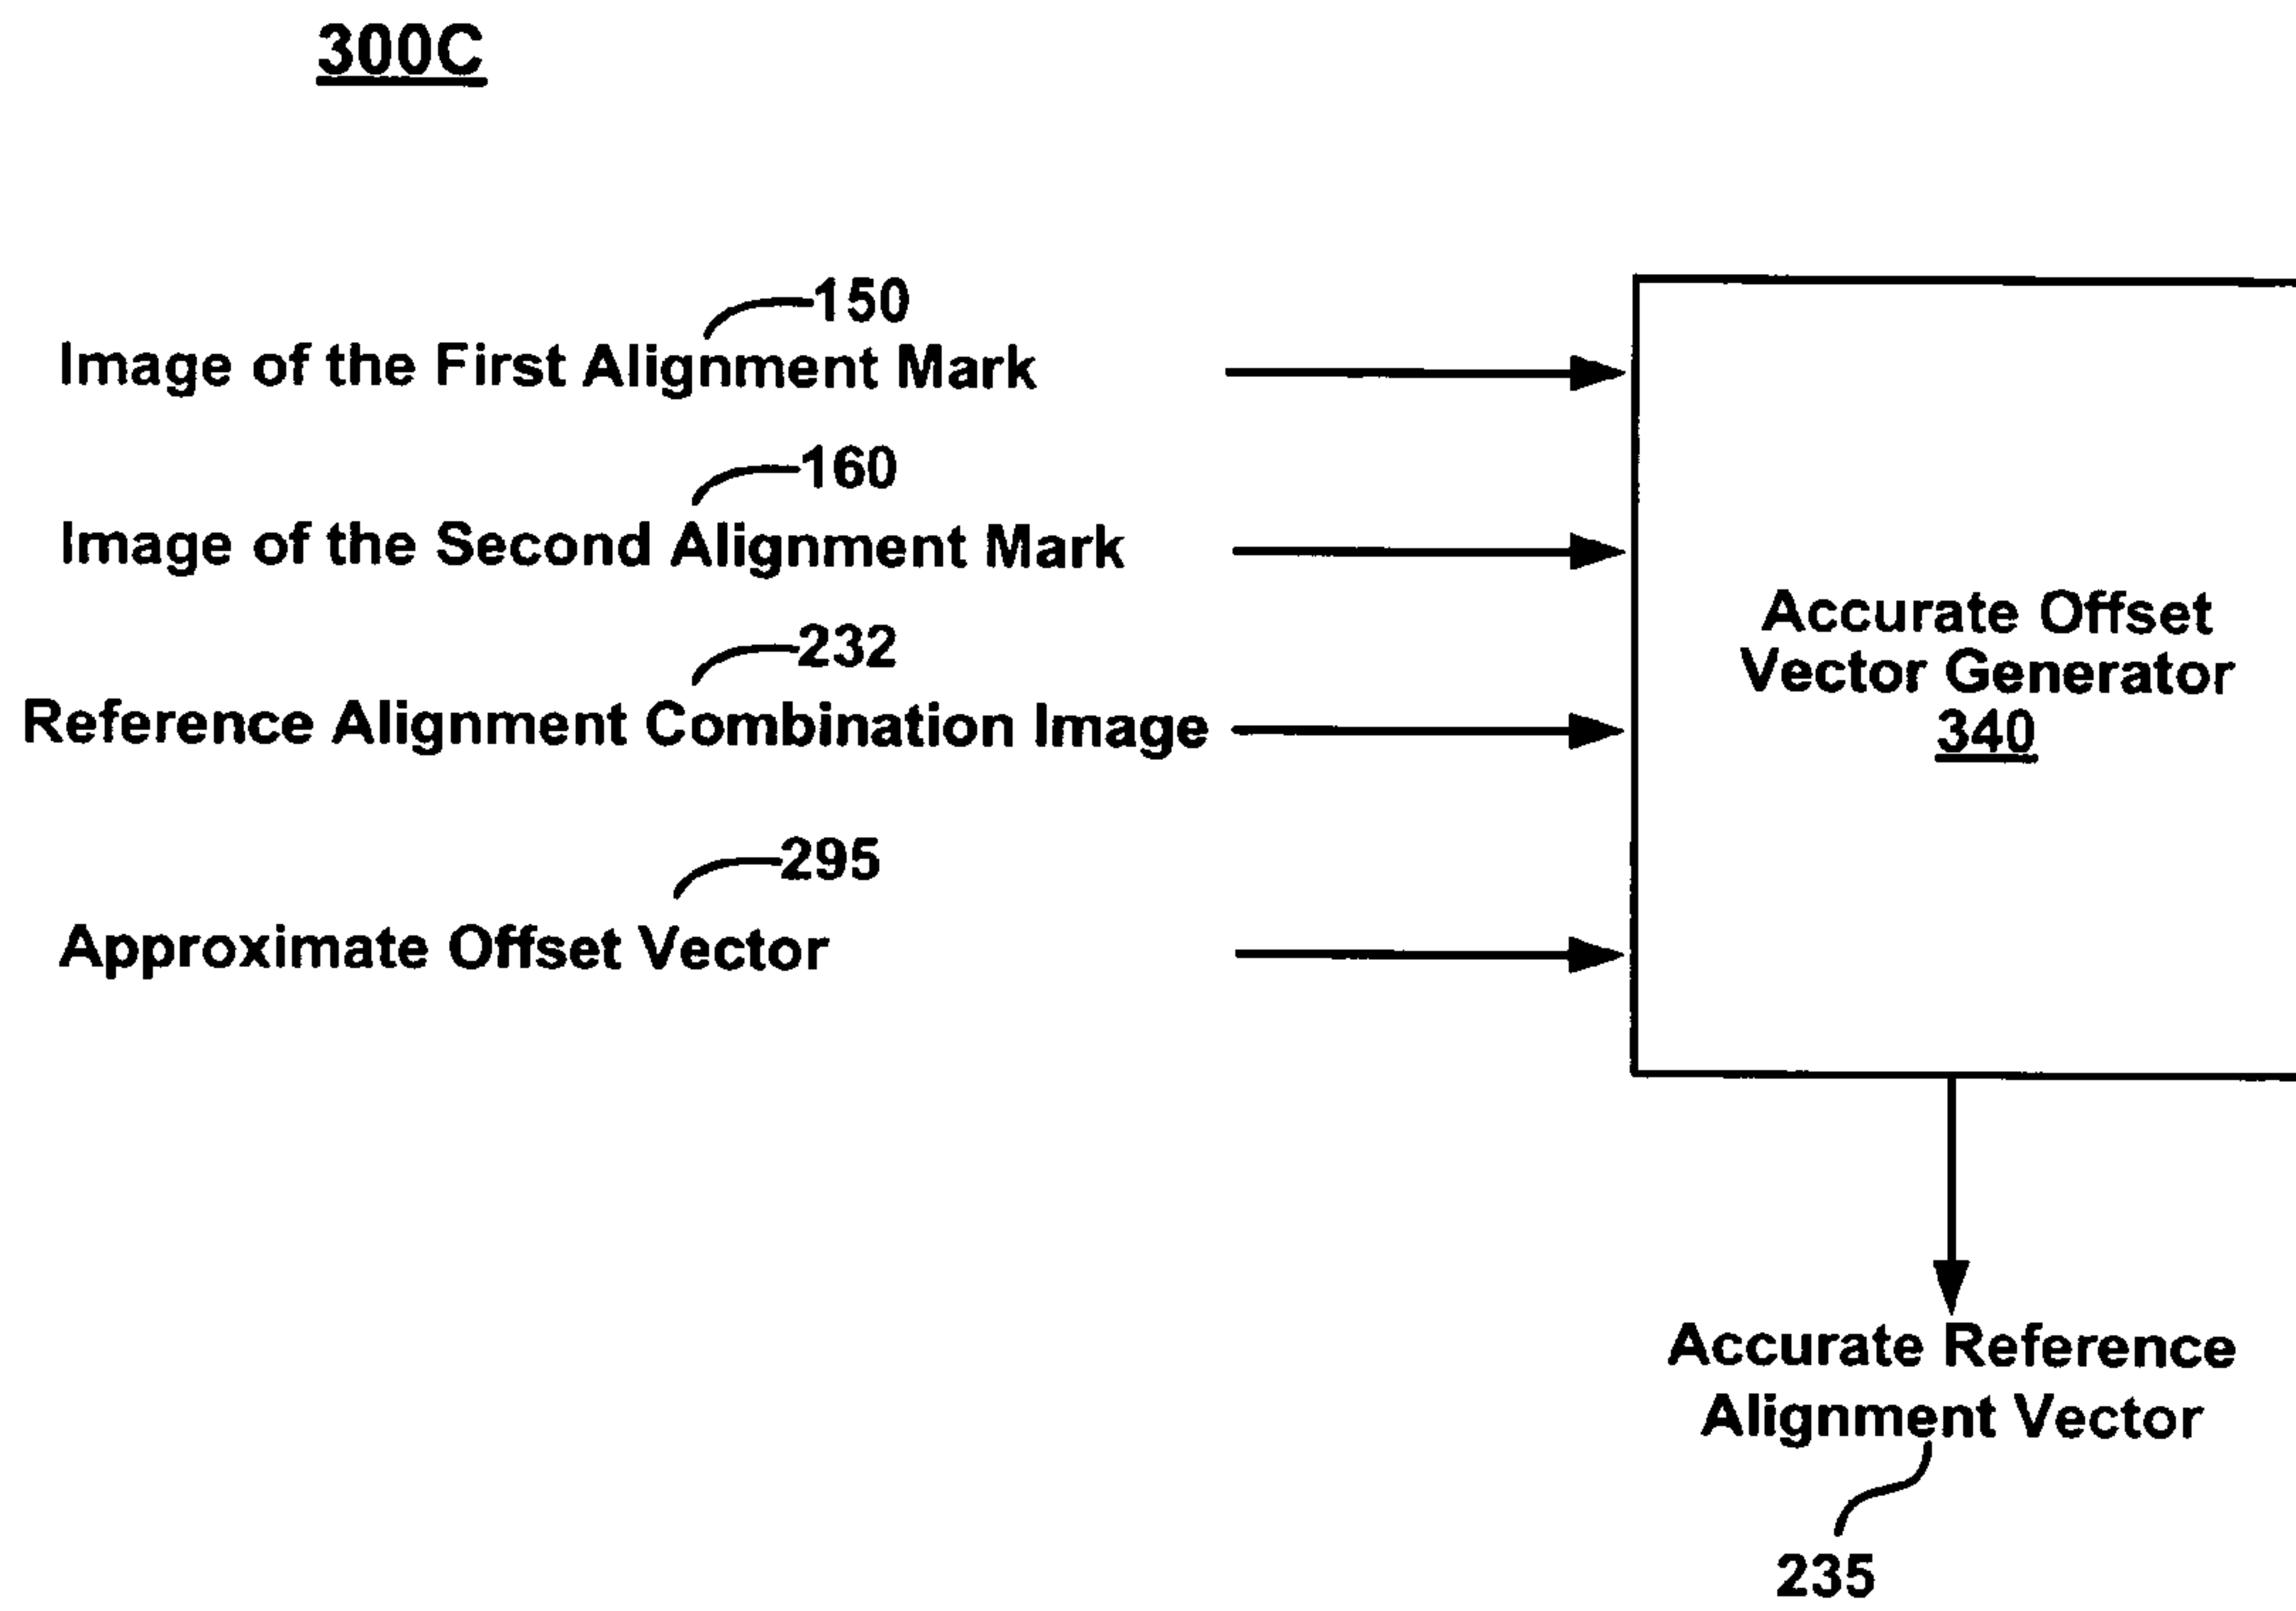 300C
150
Image of the First Alignment Mark
160
Image of the Second Alignment Mark
232
Reference Alignment Combination Image
295
Approximate Offset Vector
Accurate Offset
Vector Generator
340
Accurate Reference
Alignment Vector
235